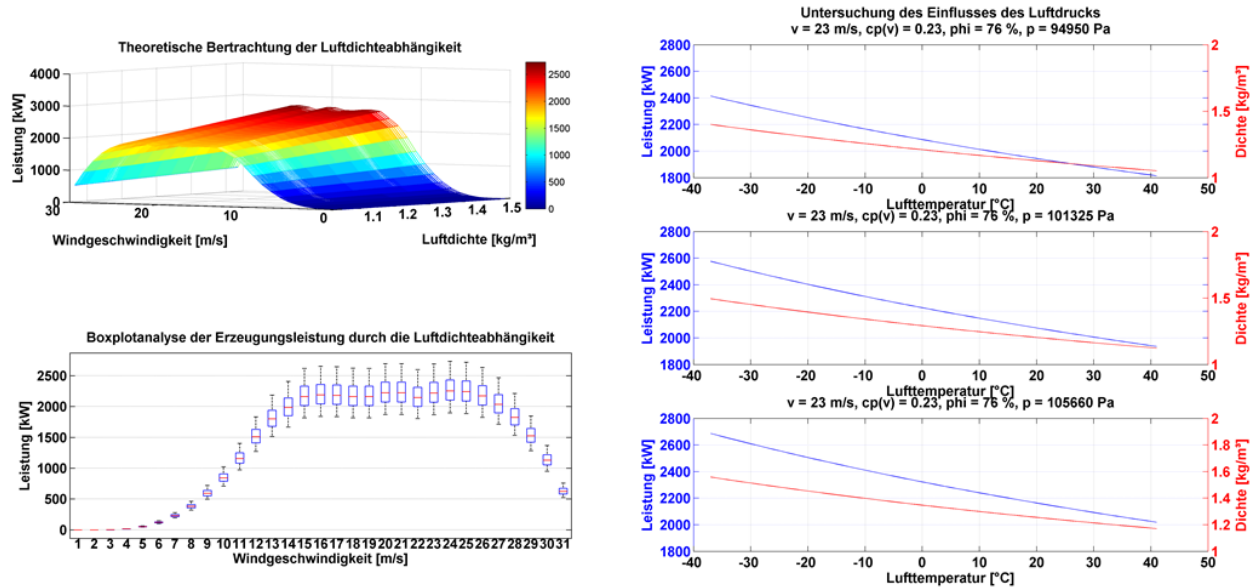 Theoretische Bertrachtung der Luftdichteabhängikeit
4000
3000
2000
1000
0
Leistung [kW]
30
20
10
0
1.1
1.2
1.3
1.4
1.5
Windgeschwindigkeit [m/s]
Luftdichte [kg/m³]
2500
2000
1500
1000
500
0
Boxplotanalyse der Erzeugungsleistung durch die Luftdichteabhängikeit
2500
2000
1500
1000
500
0
Leistung [kW]
1 2 3 4 5 6 7 8 9 10 11 12 13 14 15 16 17 18 19 20 21 22 23 24 25 26 27 28 29 30 31
Windgeschwindigkeit [m/s]
Untersuchung des Einflusses des Luftdrucks
v = 23 m/s, cp(v) = 0.23, phi = 76 %, p = 94950 Pa
2800
2600
2400
2200
2000
1800
Leistung [kW]
2
1.5
1
Dichte [kg/m³]
-40 -30 -20 -10 0 10 20 30 40 50
Lufttemperatur [°C]
v = 23 m/s, cp(v) = 0.23, phi = 76 %, p = 101325 Pa
2800
2600
2400
2200
2000
1800
Leistung [kW]
2
1.5
1
Dichte [kg/m³]
-40 -30 -20 -10 0 10 20 30 40 50
Lufttemperatur [°C]
v = 23 m/s, cp(v) = 0.23, phi = 76 %, p = 105660 Pa
2800
2600
2400
2200
2000
1800
Leistung [kW]
2
1.8
1.6
1.4
1.2
1
Dichte [kg/m³]
-40 -30 -20 -10 0 10 20 30 40 50
Lufttemperatur [°C]